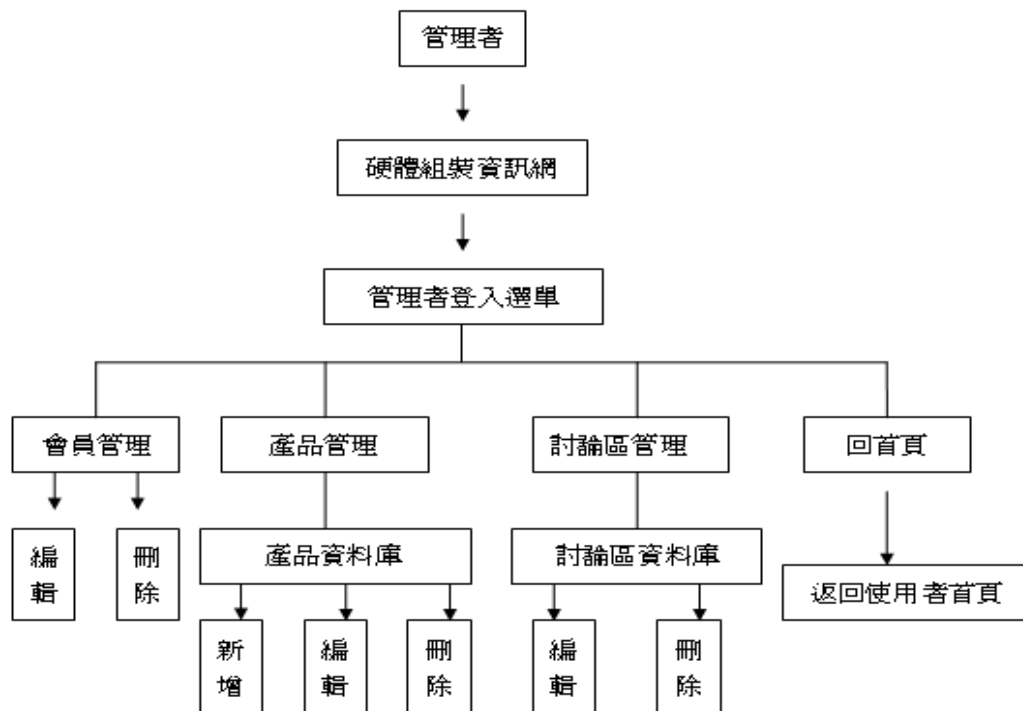 管理者
硬體組裝資訊網
管理者登入選單
會員管理
產品管理
討論區管理
回首頁
編輯
刪除
產品資料庫
討論區資料庫
返回使用者首頁
新增
編輯
刪除
編輯
刪除